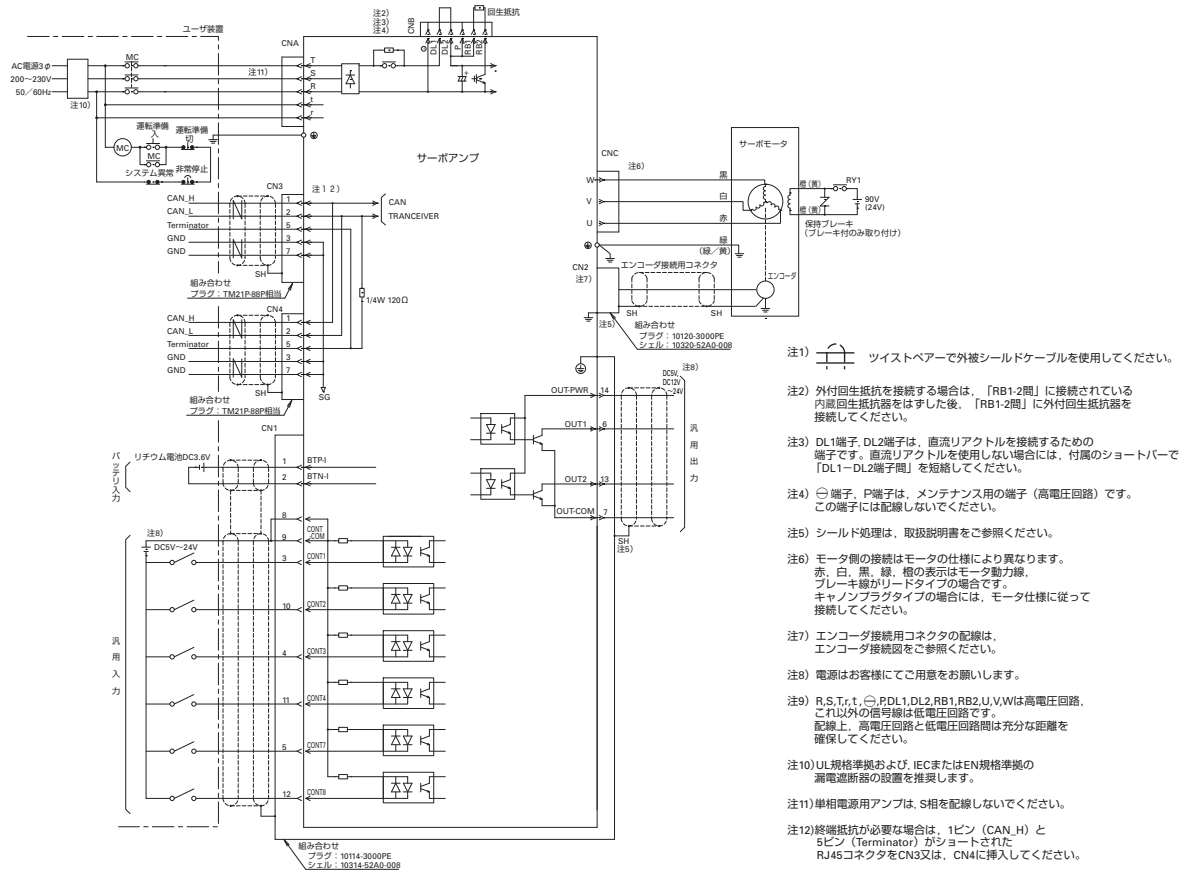 ユーザ装置
AC電源3φ
200～230V
50／60Hz
注10)
MC
注11)
CNA
T
S
R
t
r
注2)
注3)
注4)
CNB
回生抵抗
DL1
DL2
P
RB1
RB2
運転準備
入
運転準備
切
MC
MC
システム異常
非常停止
サーボアンプ
CNC
注6)
W
V
U
黒
白
赤
緑
(緑／黄)
サーボモータ
橙(黄)
RY1
橙(黄)
90V
(24V)
保持ブレーキ
(ブレーキ付のみ取り付け)
エンコーダ
CN2
注7)
エンコーダ接続用コネクタ
SH
SH
注5)
組み合わせ
プラグ：10120-3000PE
シェル：10320-52A0-008
CN3
注12)
CAN_H
CAN_L
Terminator
GND
GND
1
2
5
3
7
CAN
TRANCEIVER
SH
組み合わせ
プラグ：TM21P-88P相当
1/4W 120Ω
CN4
CAN_H
CAN_L
Terminator
GND
GND
1
2
5
3
7
SH
SG
組み合わせ
プラグ：TM21P-88P相当
CN1
バッテリ入力
リチウム電池DC3.6V
1
BTP-I
2
BTN-I
注8)
DC5V～24V
8
9
CONT
-COM
3
CONT1
10
CONT2
4
CONT3
11
CONT4
5
CONT7
12
CONT8
汎用入力
組み合わせ
プラグ：10114-3000PE
シェル：10314-52A0-008
注8)
DC5V,
DC12V
～24V
OUT-PWR
14
OUT1
6
OUT2
13
OUT-COM
7
汎用出力
SH
注5)
注1)
ツイストペアーで外被シールドケーブルを使用してください。
注2) 外付回生抵抗を接続する場合は，「RB1-2間」に接続されている
内蔵回生抵抗器をはずした後，「RB1-2間」に外付回生抵抗器を
接続してください。
注3) DL1端子, DL2端子は，直流リアクトルを接続するための
端子です。直流リアクトルを使用しない場合には，付属のショートバーで
「DL1－DL2端子間」を短絡してください。
注4) ⊖端子，P端子は，メンテナンス用の端子（高電圧回路）です。
この端子には配線しないでください。
注5) シールド処理は，取扱説明書をご参照ください。
注6) モータ側の接続はモータの仕様により異なります。
赤，白，黒，緑，橙の表示はモータ動力線，
ブレーキ線がリードタイプの場合です。
キャノンプラグタイプの場合には，モータ仕様に従って
接続してください。
注7) エンコーダ接続用コネクタの配線は，
エンコーダ接続図をご参照ください。
注8) 電源はお客様にてご用意をお願いします。
注9) R,S,T,r,t,⊖,P,DL1,DL2,RB1,RB2,U,V,Wは高電圧回路，
これ以外の信号線は低電圧回路です。
配線上，高電圧回路と低電圧回路間は充分な距離を
確保してください。
注10)UL規格準拠および, IECまたはEN規格準拠の
漏電遮断器の設置を推奨します。
注11)単相電源用アンプは, S相を配線しないでください。
注12)終端抵抗が必要な場合は，1ピン（CAN_H）と
5ピン（Terminator）がショートされた
RJ45コネクタをCN3又は，CN4に挿入してください。